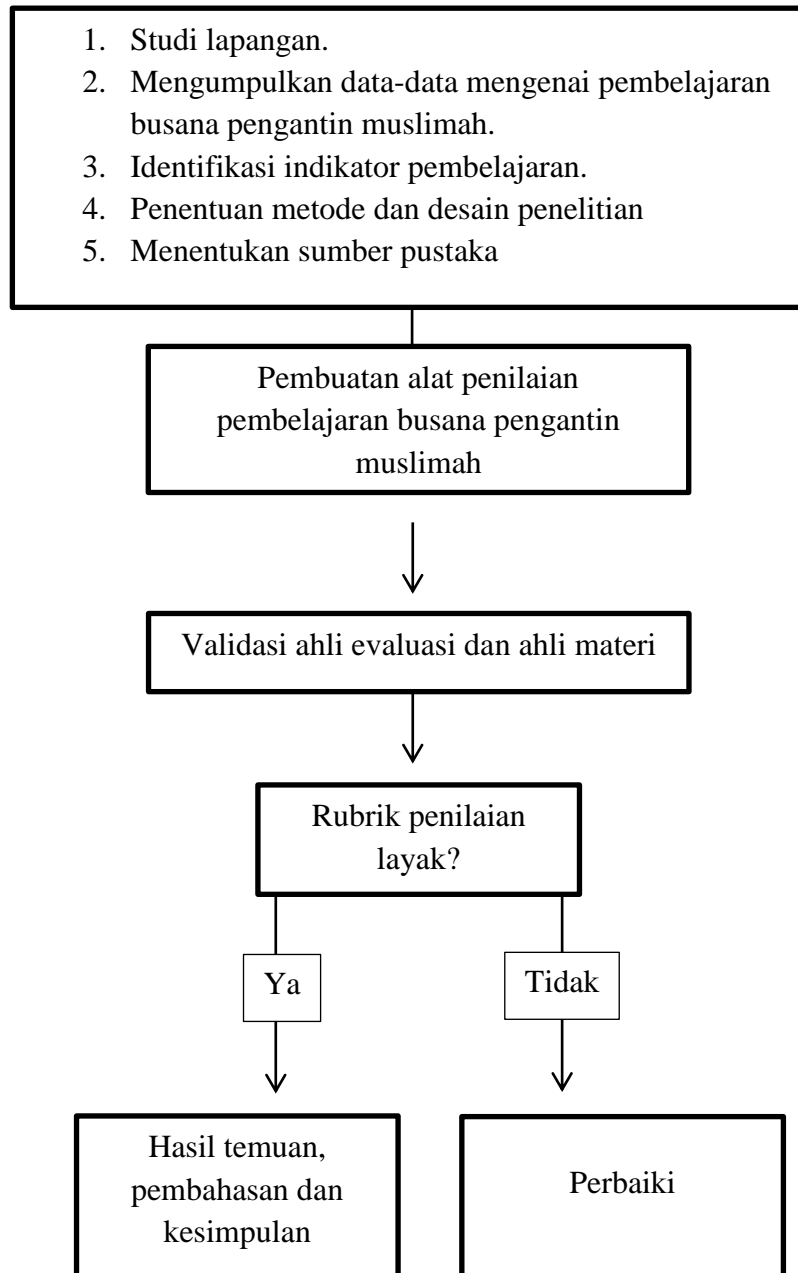 1. Studi lapangan.
2. Mengumpulkan data-data mengenai pembelajaran
busana pengantin muslimah.
3. Identifikasi indikator pembelajaran.
4. Penentuan metode dan desain penelitian
5. Menentukan sumber pustaka
Pembuatan alat penilaian
pembelajaran busana pengantin
muslimah
Validasi ahli evaluasi dan ahli materi
Rubrik penilaian
layak?
Ya
Tidak
Hasil temuan,
pembahasan dan
kesimpulan
Perbaiki